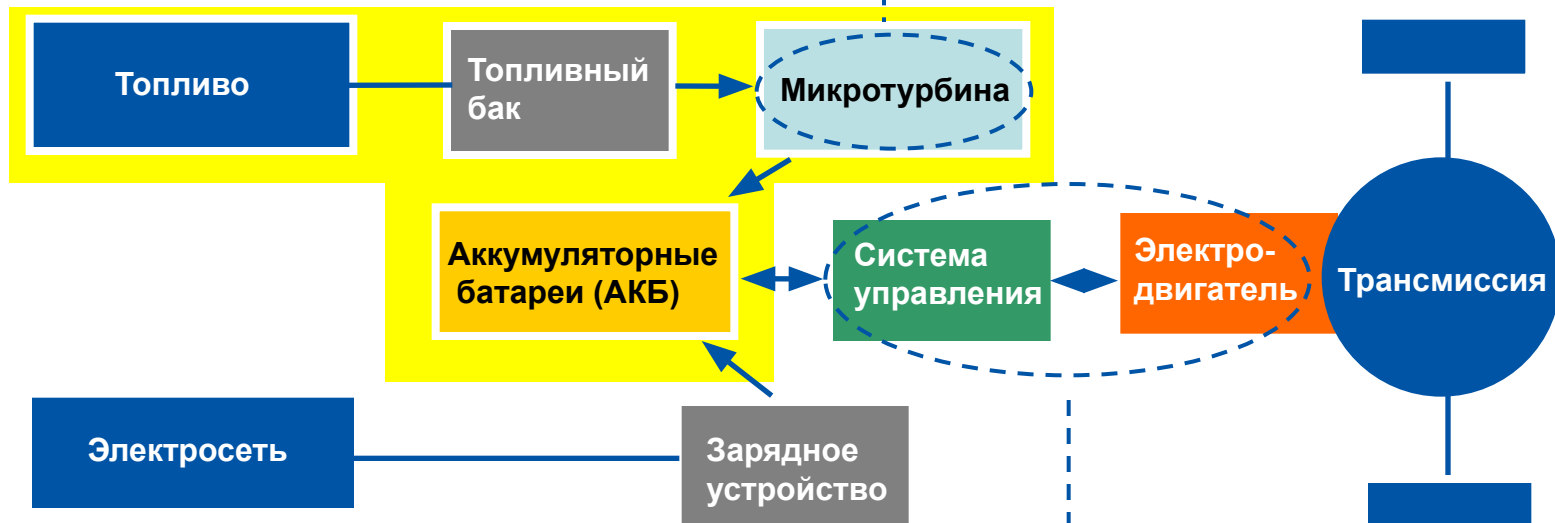 Топливо
Топливный
бак
Микротурбина
Аккумуляторные
батареи (АКБ)
Система
управления
Электро-
двигатель
Трансмиссия
Электросеть
Зарядное
устройство